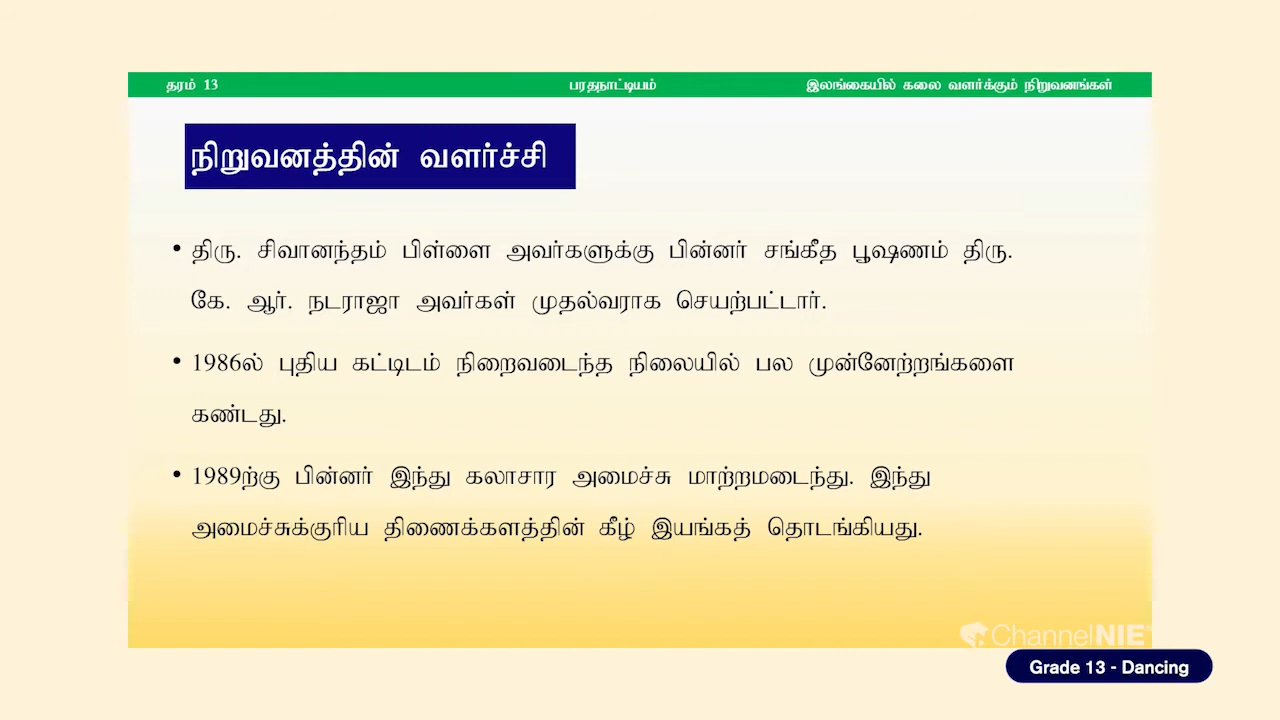 தரம் 13 பரதநாட்டியம் இலங்கையில் கலை வளர்க்கும் நிறுவனங்கள்
நிறுவனத்தின் வளர்ச்சி
• திரு. சிவானந்தம் பிள்ளை அவர்களுக்கு பின்னர் சங்கீத பூஷணம் திரு.
கே. ஆர். நடராஜா அவர்கள் முதல்வராக செயற்பட்டார்.
• 1986ல் புதிய கட்டிடம் நிறைவடைந்த நிலையில் பல முன்னேற்றங்களை
கண்டது.
• 1989ற்கு பின்னர் இந்து கலாசார அமைச்சு மாற்றமடைந்து. இந்து
அமைச்சுக்குரிய திணைக்களத்தின் கீழ் இயங்கத் தொடங்கியது.
ChannelNIE
Grade 13 - Dancing